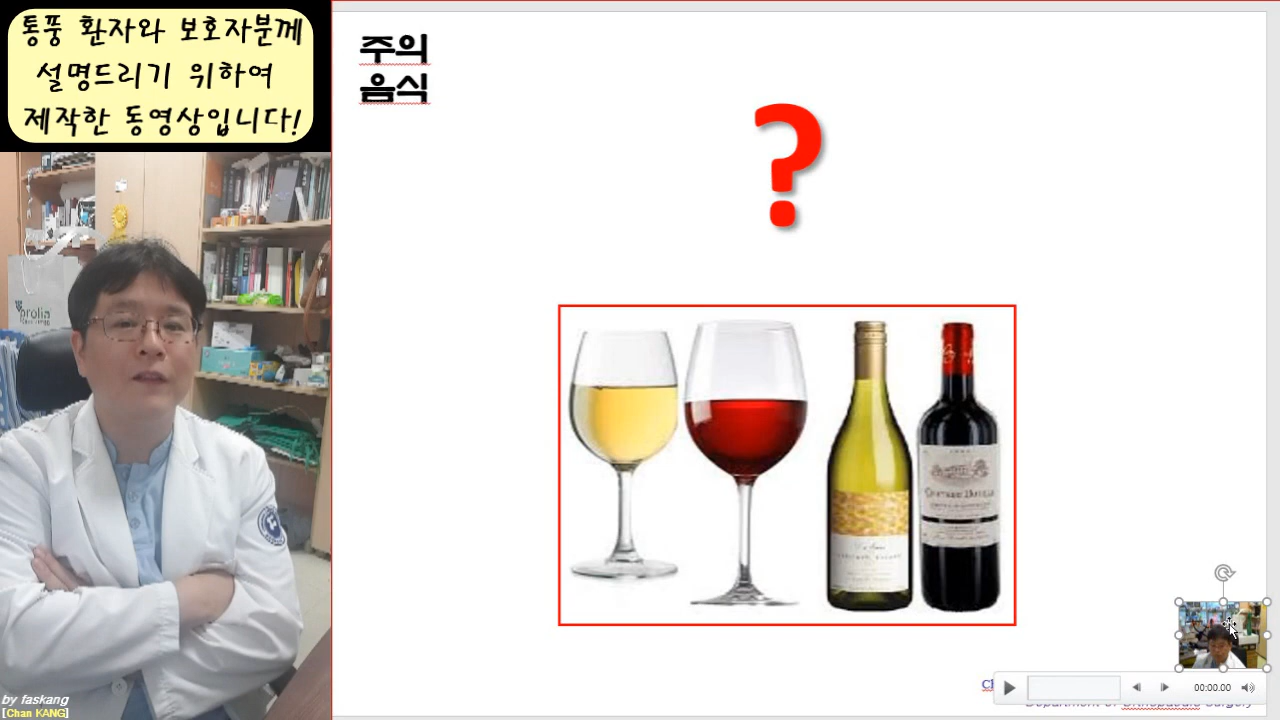 통풍 환자와 보호자분께
설명드리기 위하여
제작한 동영상입니다!
주의
음식
?
by faskang
[Chan KANG]
00:00.00